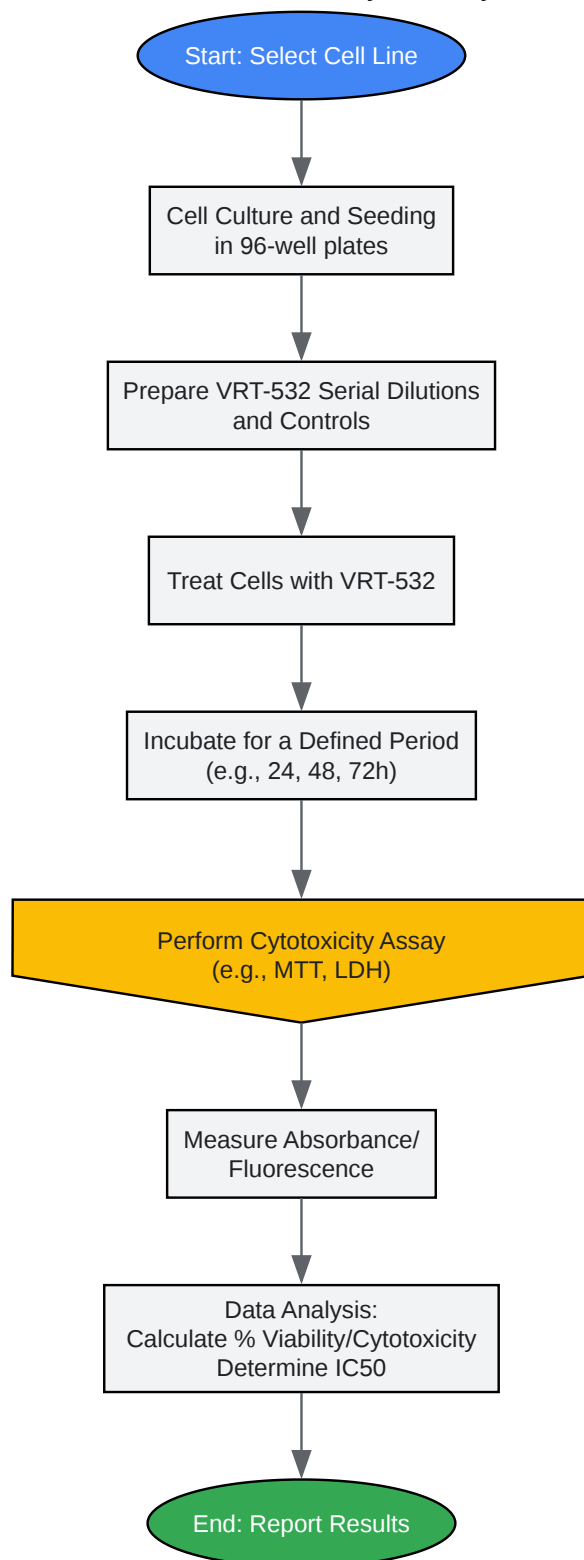 Start: Select Cell Line
Cell Culture and Seeding
in 96-well plates
Prepare VRT-532 Serial Dilutions
and Controls
Treat Cells with VRT-532
Incubate for a Defined Period
(e.g., 24, 48, 72h)
Perform Cytotoxicity Assay
(e.g., MTT, LDH)
Measure Absorbance/
Fluorescence
Data Analysis:
Calculate % Viability/Cytotoxicity
Determine IC50
End: Report Results